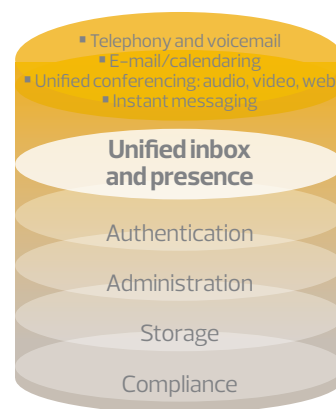 ▪ Telephony and voicemail
▪ E-mail/calendaring
▪ Unified conferencing: audio, video, web
▪ Instant messaging
Unified inbox
and presence
Authentication
Administration
Storage
Compliance